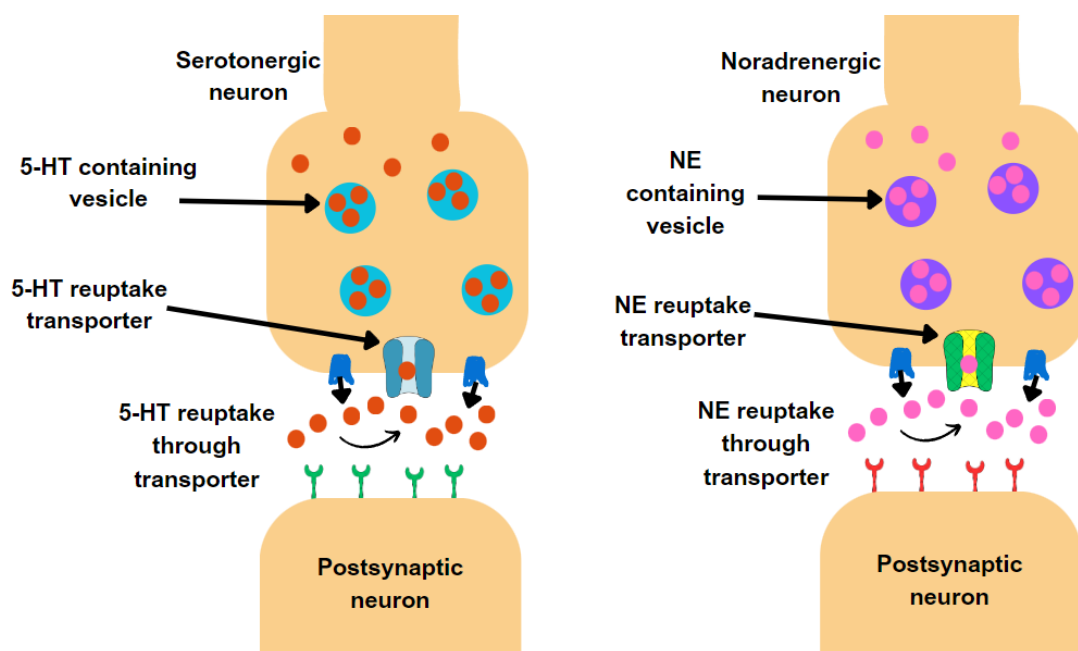 Serotonergic
neuron
5-HT containing
vesicle
5-HT reuptake
transporter
5-HT reuptake
through
transporter
Postsynaptic
neuron
Noradrenergic
neuron
NE
containing
vesicle
NE reuptake
transporter
NE reuptake
through
transporter
Postsynaptic
neuron